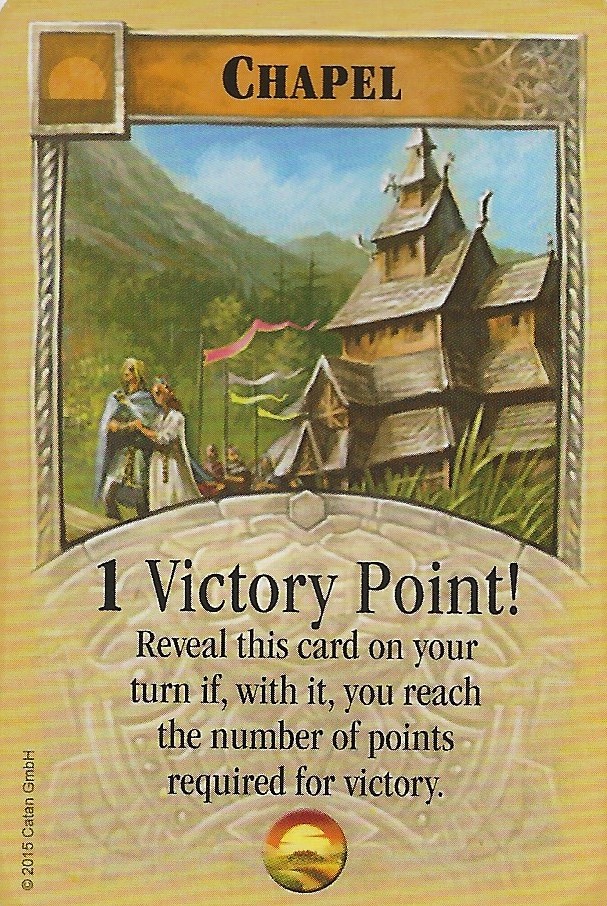 CHAPEL
1 Victory Point!
Reveal this card on your
turn if, with it, you reach
the number of points
required for victory.
© 2015 Catan GmbH